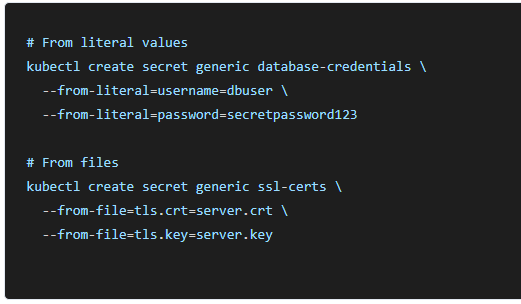 # From literal values
kubectl create secret generic database-credentials \
  --from-literal=username=dbuser \
  --from-literal=password=secretpassword123

# From files
kubectl create secret generic ssl-certs \
  --from-file=tls.crt=server.crt \
  --from-file=tls.key=server.key